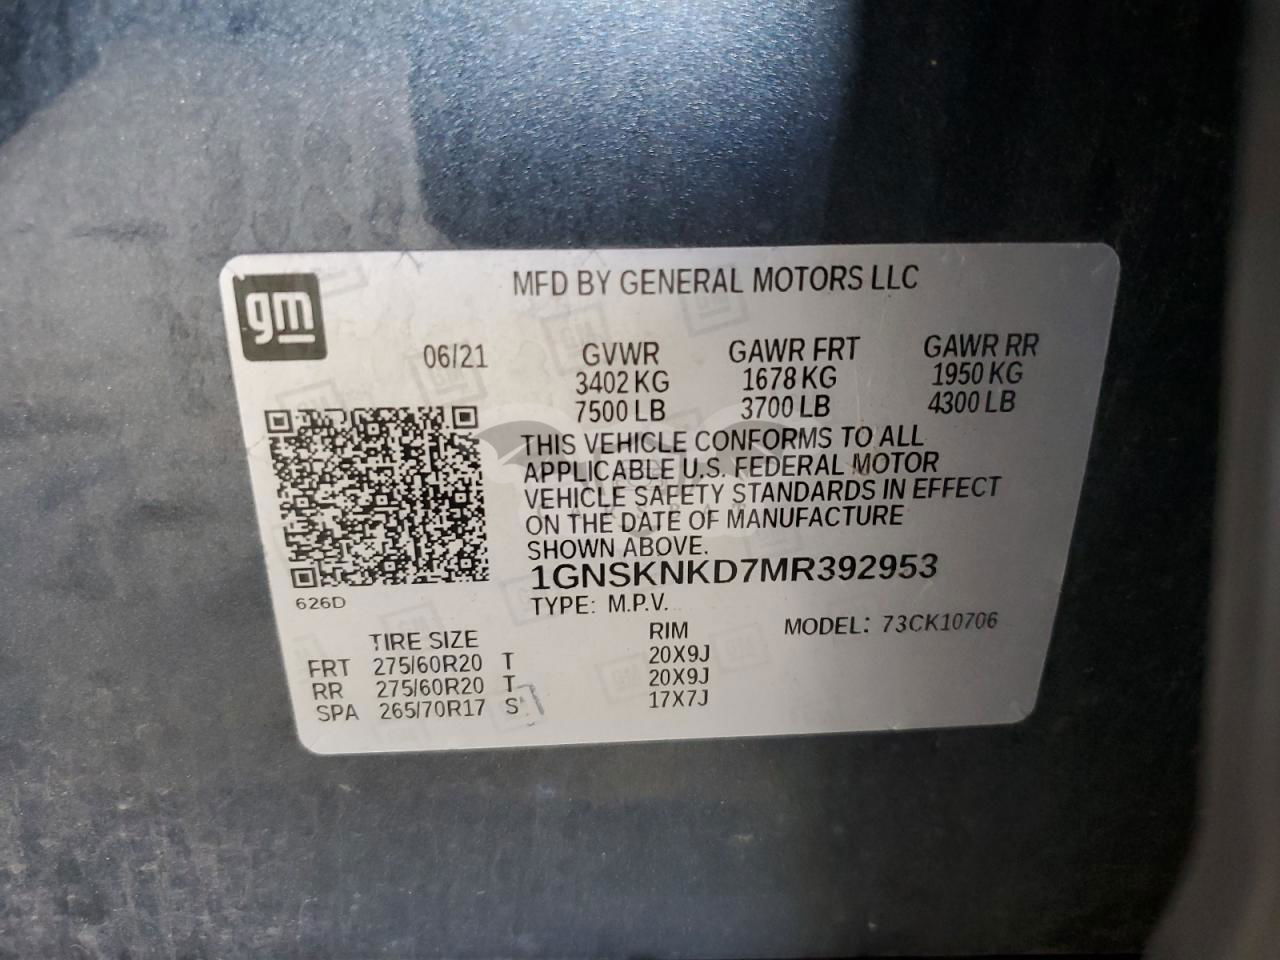 gm
MFD BY GENERAL MOTORS LLC
06/21
GVWR GAWR FRT GAWR RR
3402 KG 1678 KG 1950 KG
7500 LB 3700 LB 4300 LB
THIS VEHICLE CONFORMS TO ALL
APPLICABLE U.S. FEDERAL MOTOR
VEHICLE SAFETY STANDARDS IN EFFECT
ON THE DATE OF MANUFACTURE
SHOWN ABOVE.
1GNSKNKD7MR392953
626D
TYPE: M.P.V.
MODEL: 73CK10706
TIRE SIZE RIM
FRT 275/60R20 T 20X9J
RR 275/60R20 T 20X9J
SPA 265/70R17 S 17X7J